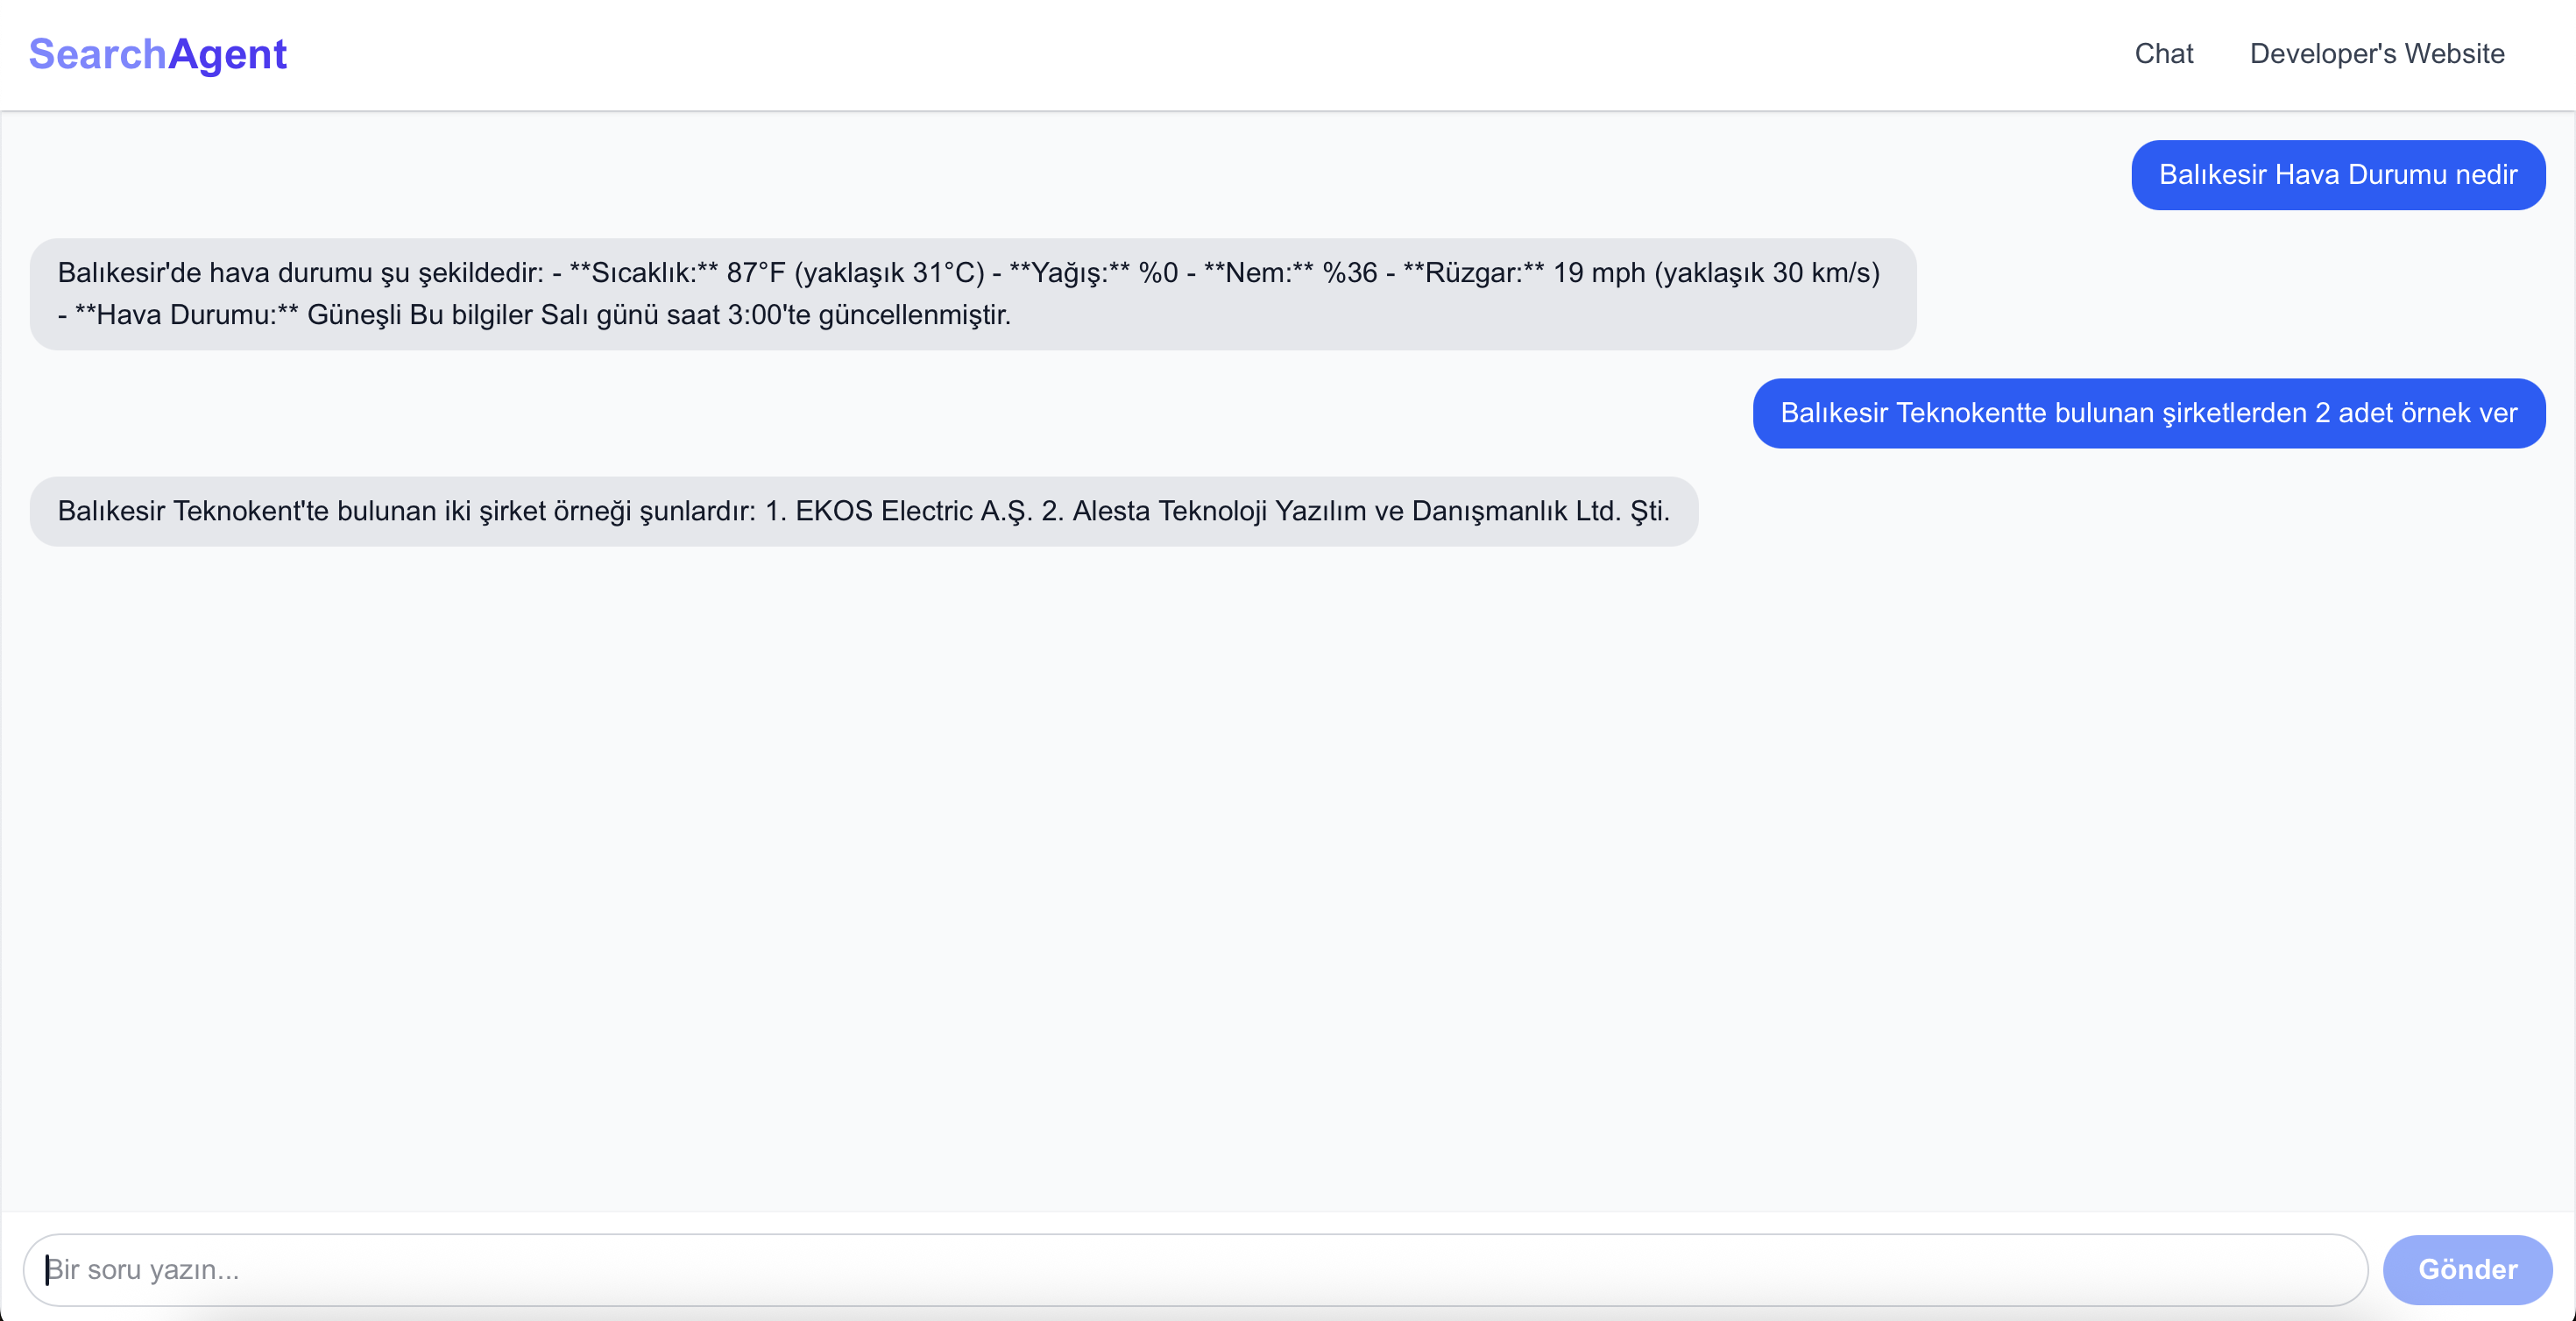 SearchAgent
Chat
Developer's Website
Balıkesir Hava Durumu nedir
Balıkesir'de hava durumu şu şekildedir: - **Sıcaklık:** 87°F (yaklaşık 31°C) - **Yağış:** %0 - **Nem:** %36 - **Rüzgar:** 19 mph (yaklaşık 30 km/s)
- **Hava Durumu:** Güneşli Bu bilgiler Salı günü saat 3:00'te güncellenmiştir.
Balıkesir Teknokentte bulunan şirketlerden 2 adet örnek ver
Balıkesir Teknokent'te bulunan iki şirket örneği şunlardır: 1. EKOS Electric A.Ş. 2. Alesta Teknoloji Yazılım ve Danışmanlık Ltd. Şti.
Bir soru yazın...
Gönder